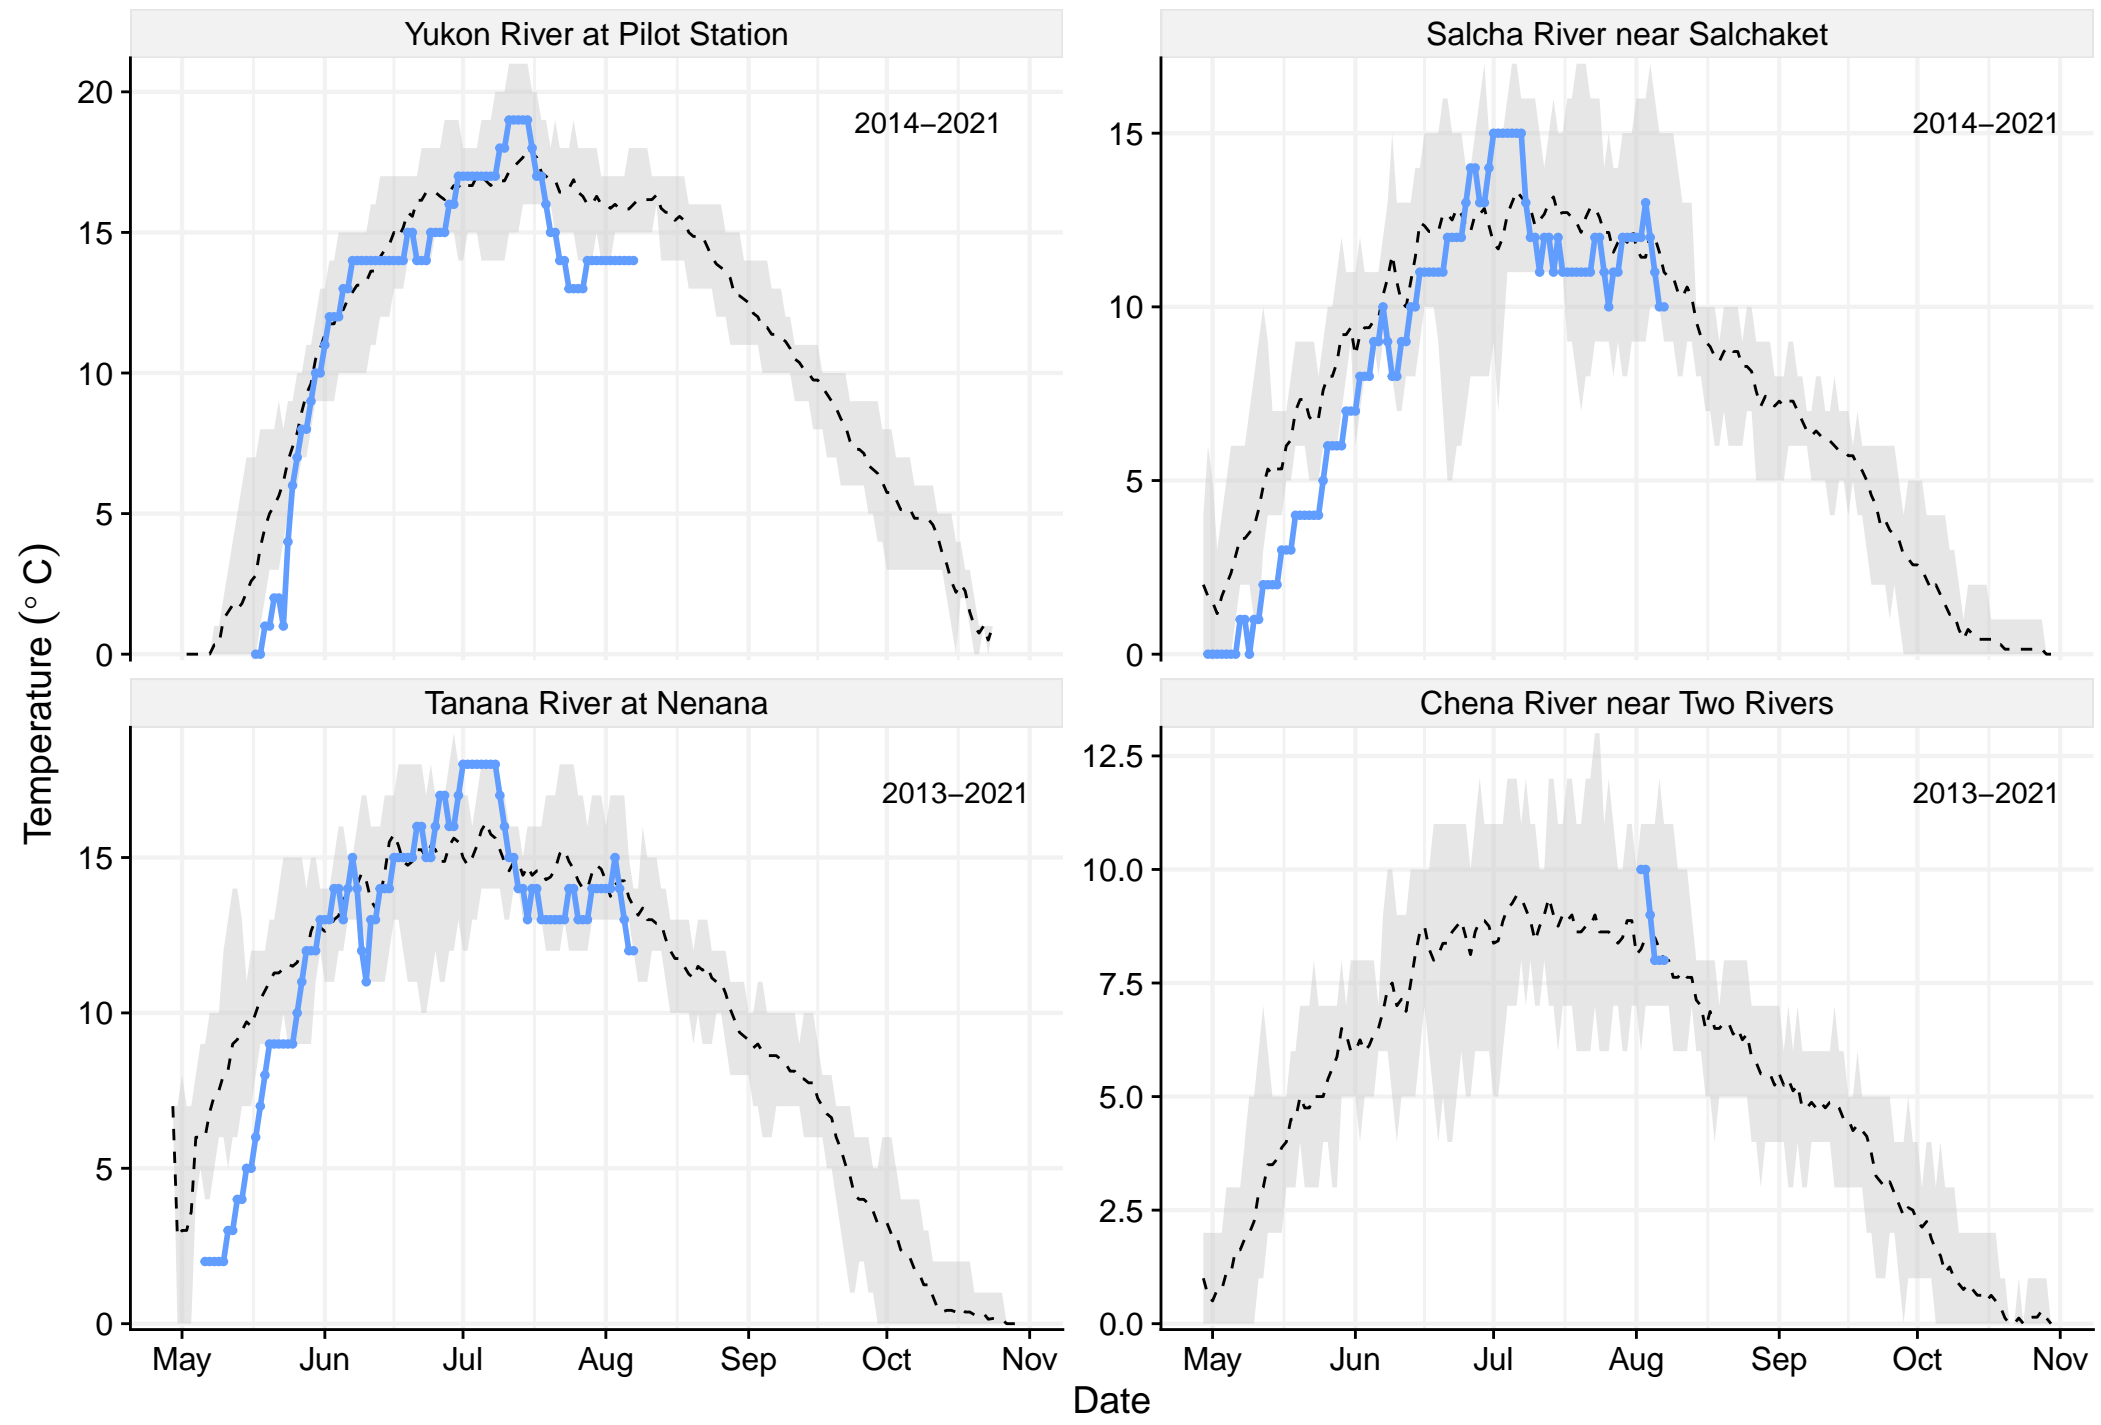 Yukon River at Pilot Station
Salcha River near Salchaket
20
15
10
5
0
2014–2021
15
10
5
0
2014–2021
Temperature (° C)
Tanana River at Nenana
Chena River near Two Rivers
15
10
5
0
2013–2021
12.5
10.0
7.5
5.0
2.5
0.0
2013–2021
May Jun Jul Aug Sep Oct Nov
May Jun Jul Aug Sep Oct Nov
Date